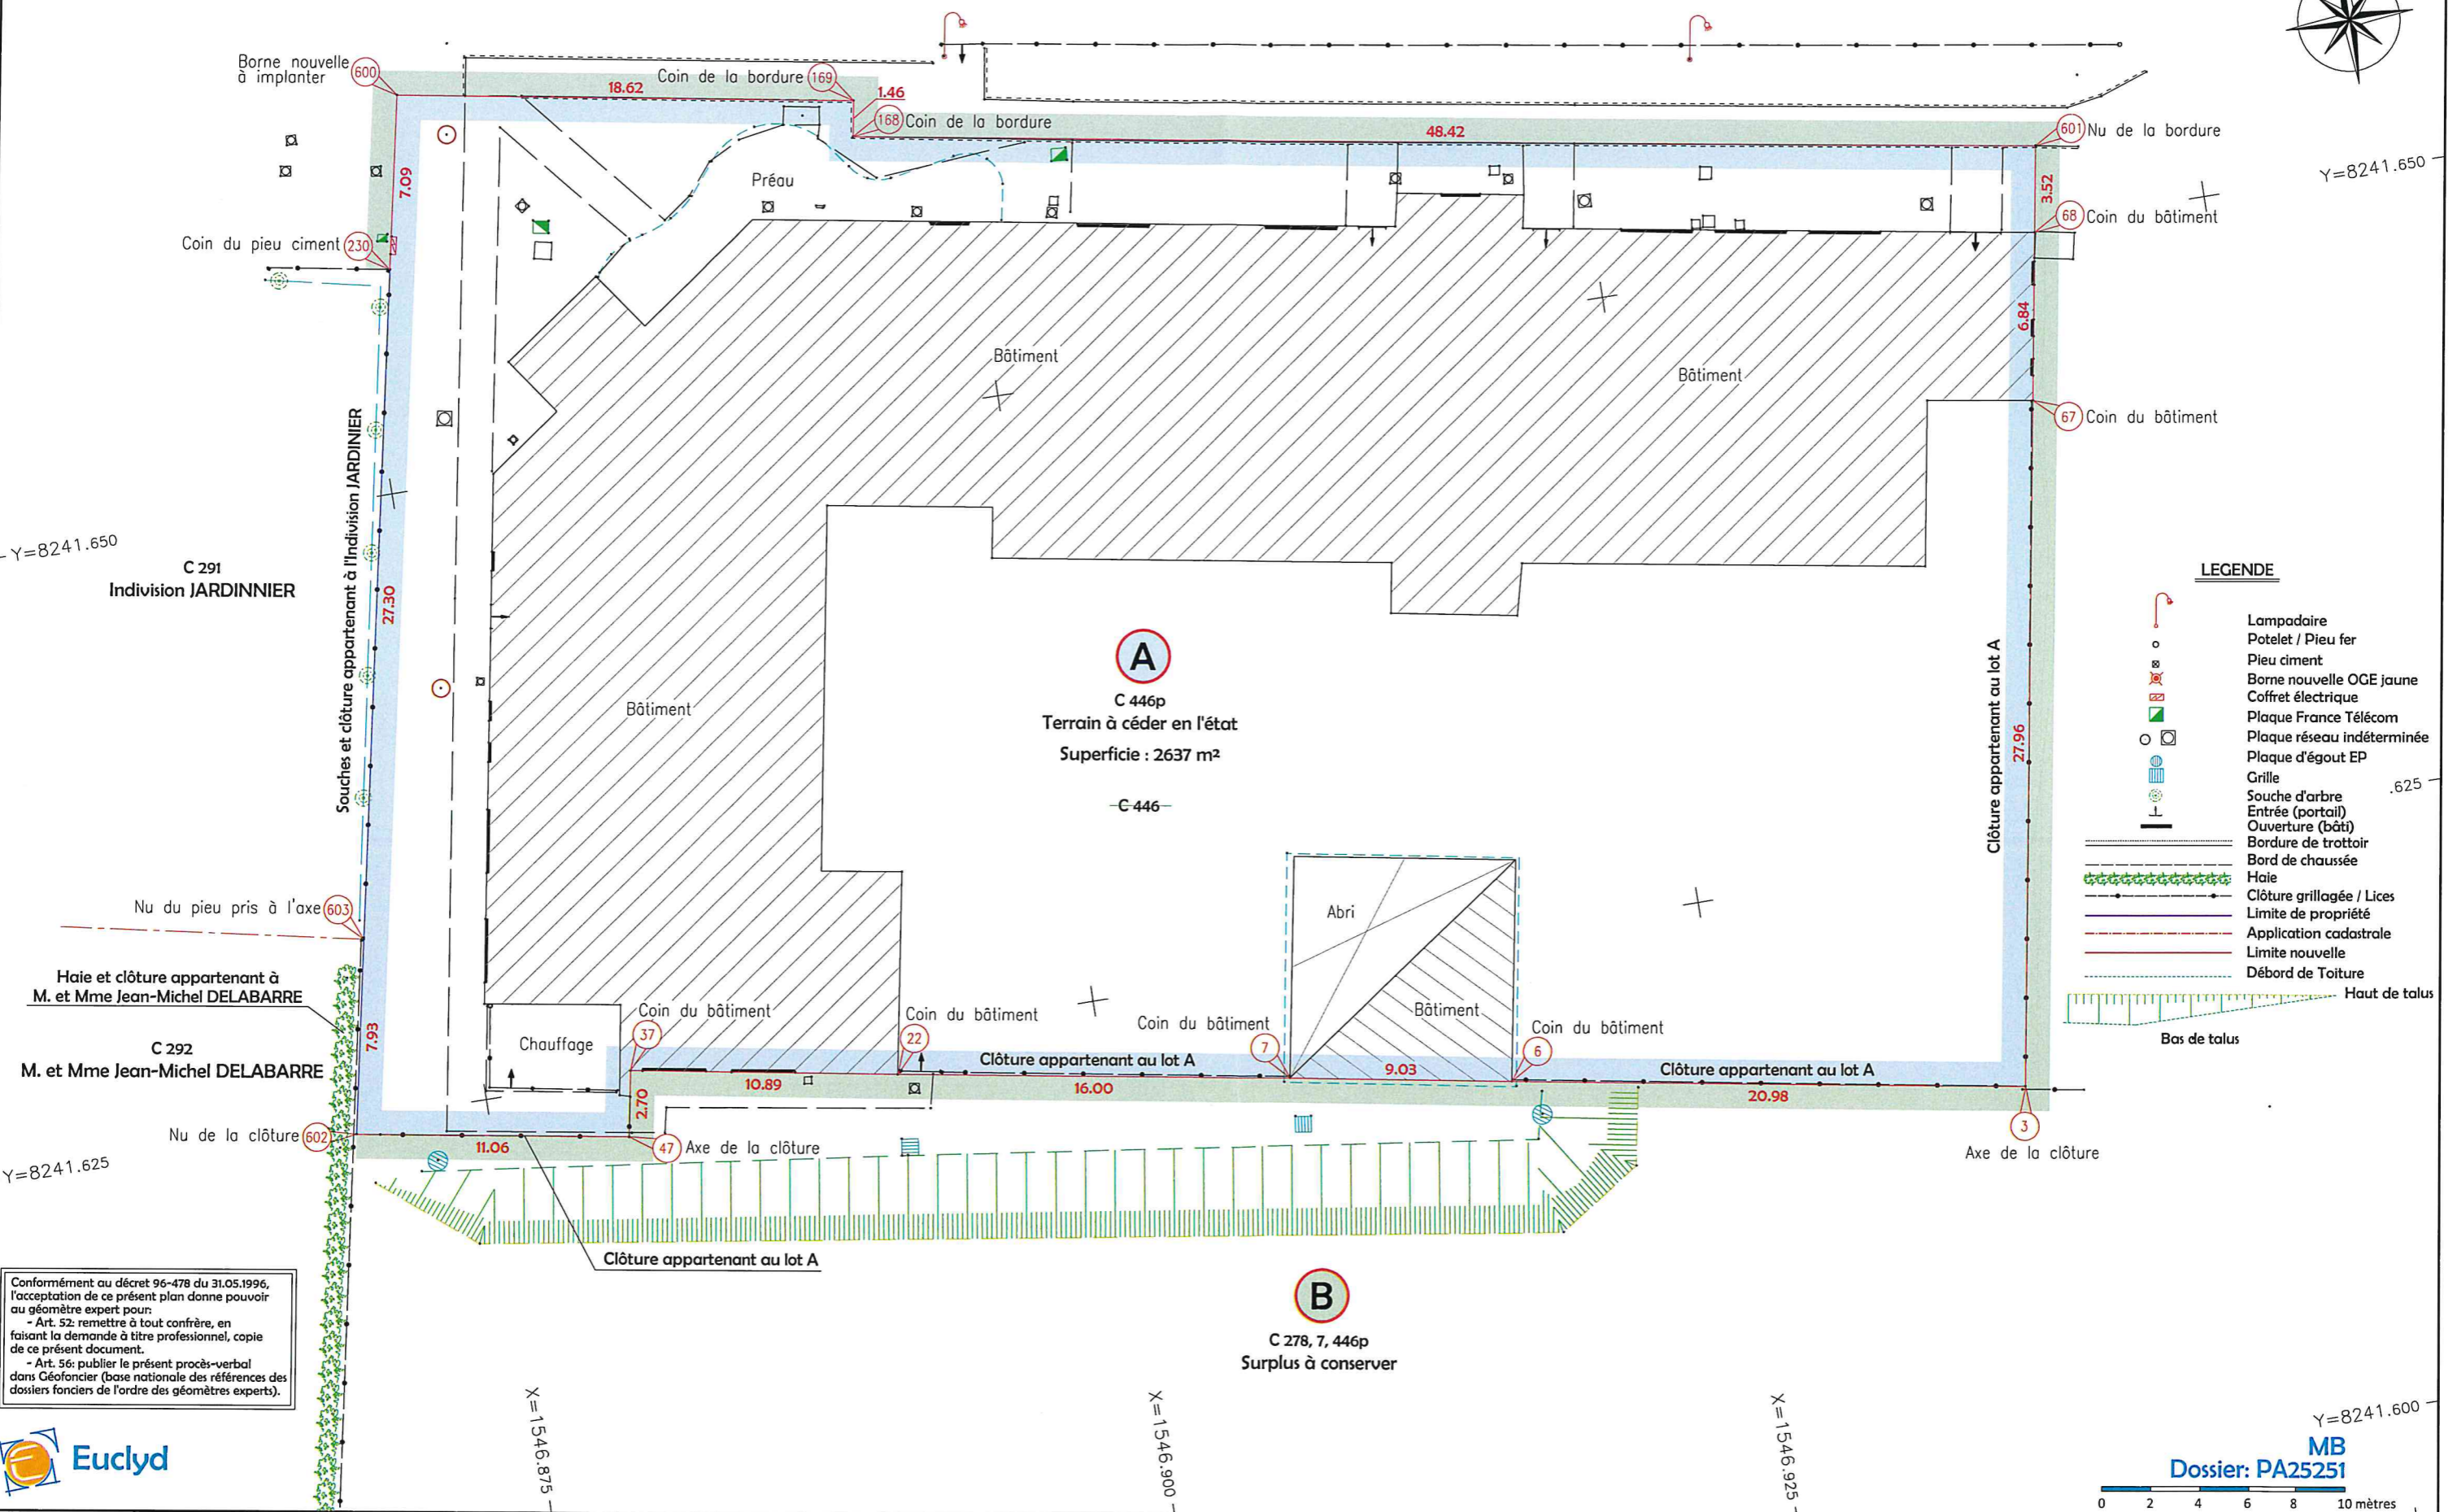 Borne nouvelle
à implanter
600
18.62
Coin de la bordure 169
1.46
168 Coin de la bordure
48.42
601 Nu de la bordure
Y=8241.650
3.52
68 Coin du bâtiment
7.09
Préau
Coin du pieu ciment 230
6.84
Bâtiment
Bâtiment
67 Coin du bâtiment
Souches et clôture appartenant à l'Indivision JARDINIER
Y=8241.650
C 291
Indivision JARDINNIER
27.30
A
C 446p
Terrain à céder en l'état
Superficie : 2637 m²
C 446
Bâtiment
Clôture appartenant au lot A
27.96
LEGENDE
Lampadaire
Potelet / Pieu fer
Pieu ciment
Borne nouvelle OGE jaune
Coffret électrique
Plaque France Télécom
Plaque réseau indéterminée
Plaque d'égout EP
Grille
.625
Souche d'arbre
Entrée (portail)
Ouverture (bâti)
Bordure de trottoir
Bord de chaussée
Haie
Clôture grillagée / Lices
Limite de propriété
Application cadastrale
Limite nouvelle
Débord de Toiture
Haut de talus
Bas de talus
Nu du pieu pris à l'axe 603
Abri
Haie et clôture appartenant à
M. et Mme Jean-Michel DELABARRE
C 292
M. et Mme Jean-Michel DELABARRE
7.93
Chauffage
Coin du bâtiment
37
Coin du bâtiment
22
Clôture appartenant au lot A
Coin du bâtiment
7
Bâtiment
Coin du bâtiment
6
Clôture appartenant au lot A
2.70
10.89
16.00
9.03
20.98
Nu de la clôture 602
11.06
47 Axe de la clôture
3
Axe de la clôture
Y=8241.625
Clôture appartenant au lot A
B
C 278, 7, 446p
Surplus à conserver
Conformément au décret 96-478 du 31.05.1996,
l'acceptation de ce présent plan donne pouvoir
au géomètre expert pour:
- Art. 52: remettre à tout confrère, en
faisant la demande à titre professionnel, copie
de ce présent document.
- Art. 56: publier le présent procès-verbal
dans Géofoncier (base nationale des références des
dossiers fonciers de l'ordre des géomètres experts).
Euclyd
X=1546.875
X=1546.900
X=1546.925
Y=8241.600
MB
Dossier: PA25251
0 2 4 6 8 10 mètres